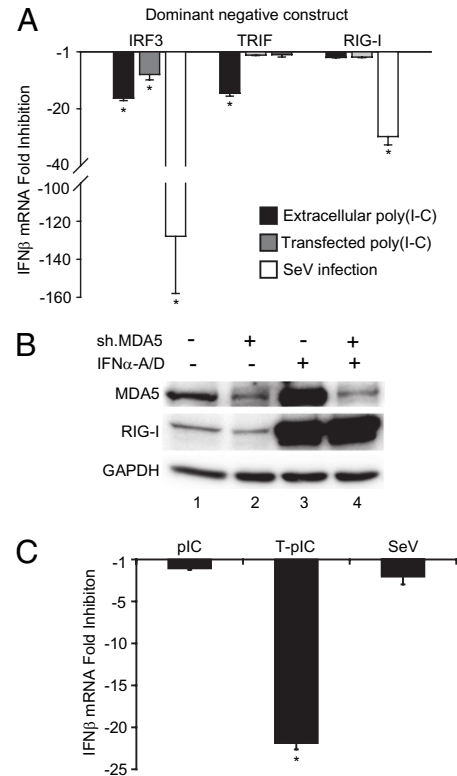 A
Dominant negative construct
IRF3 TRIF RIG-I
-1
-20
-40
-100
-120
-140
-160
IFNβ mRNA Fold Inhibition
* * * * *
Extracellular poly(I-C)
Transfected poly(I-C)
SeV infection
B
sh.MDA5 - + - +
IFNα-A/D - - + +
MDA5
RIG-I
GAPDH
1 2 3 4
C
pIC T-pIC SeV
-1
-5
-10
-15
-20
-25
IFNβ mRNA Fold Inhibiton
*